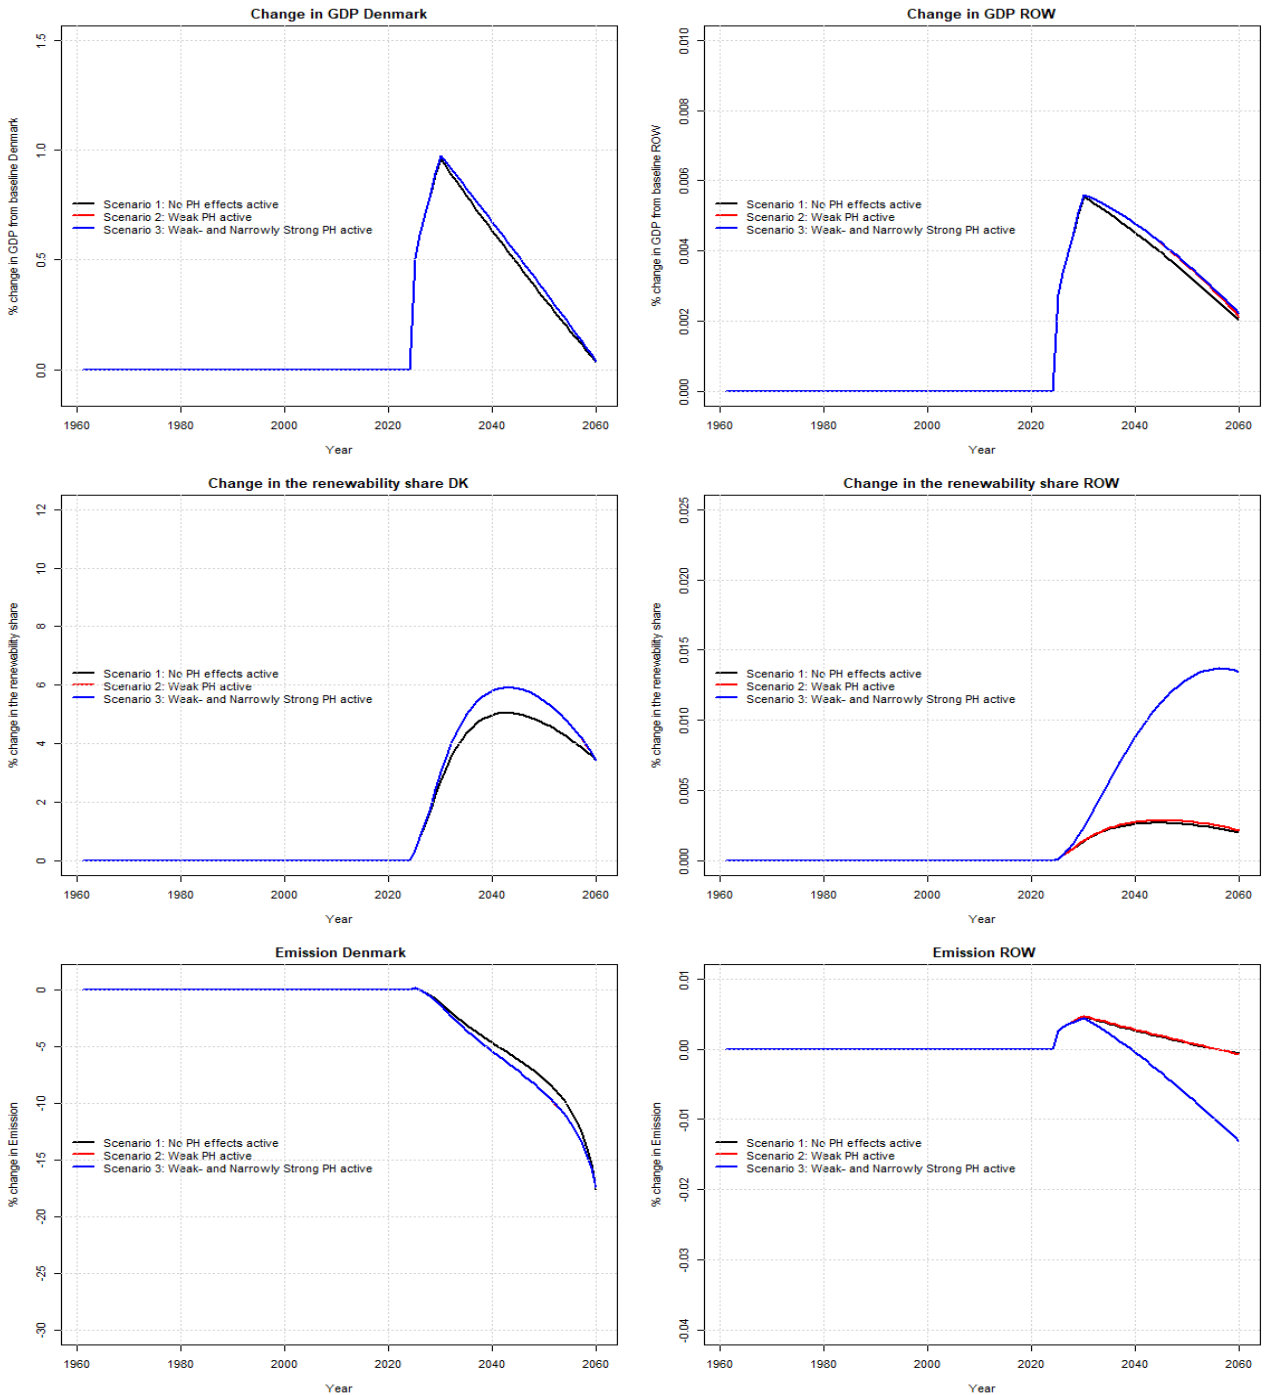 Change in GDP Denmark
% change in GDP from baseline Denmark
1.5
1.0
0.5
0.0
Scenario 1: No PH effects active
Scenario 2: Weak PH active
Scenario 3: Weak- and Narrowly Strong PH active
1960 1980 2000 2020 2040 2060
Year
Change in GDP ROW
% change in GDP from baseline ROW
0.010
0.008
0.006
0.004
0.002
0.000
Scenario 1: No PH effects active
Scenario 2: Weak PH active
Scenario 3: Weak- and Narrowly Strong PH active
1960 1980 2000 2020 2040 2060
Year
Change in the renewability share DK
% change in the renewability share
12
10
8
6
4
2
0
Scenario 1: No PH effects active
Scenario 2: Weak PH active
Scenario 3: Weak- and Narrowly Strong PH active
1960 1980 2000 2020 2040 2060
Year
Change in the renewability share ROW
% change in the renewability share
0.025
0.020
0.015
0.010
0.005
0.000
Scenario 1: No PH effects active
Scenario 2: Weak PH active
Scenario 3: Weak- and Narrowly Strong PH active
1960 1980 2000 2020 2040 2060
Year
Emission Denmark
% change in Emission
0
-5
-10
-15
-20
-25
-30
Scenario 1: No PH effects active
Scenario 2: Weak PH active
Scenario 3: Weak- and Narrowly Strong PH active
1960 1980 2000 2020 2040 2060
Year
Emission ROW
% change in Emission
0.01
0.00
-0.01
-0.02
-0.03
-0.04
Scenario 1: No PH effects active
Scenario 2: Weak PH active
Scenario 3: Weak- and Narrowly Strong PH active
1960 1980 2000 2020 2040 2060
Year